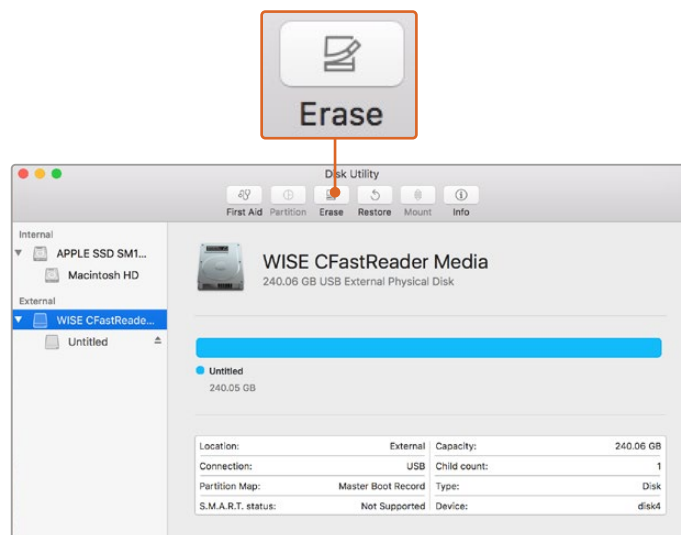 Erase
Disk Utility
First Aid Partition Erase Restore Mount Info
Internal
APPLE SSD SM1...
Macintosh HD
External
WISE CFastReade...
Untitled
WISE CFastReader Media
240.06 GB USB External Physical Disk
Untitled
240.05 GB
Location: External Capacity: 240.06 GB
Connection: USB Child count: 1
Partition Map: Master Boot Record Type: Disk
S.M.A.R.T. status: Not Supported Device: disk4